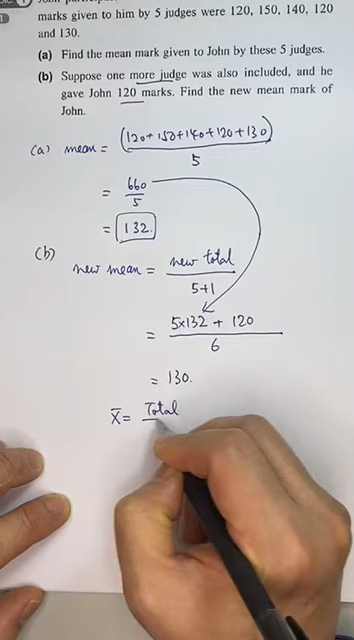 marks given to him by 5 judges were 120, 150, 140, 120
and 130.
(a) Find the mean mark given to John by these 5 judges.
(b) Suppose one more judge was also included, and he
gave John 120 marks. Find the new mean mark of
John.
(a) mean = (120+150+140+120+130)
5
= 660
5
= 132.
(b)
new mean = new total
5+1
= 5×132 + 120
6
= 130.
x̄ = Total